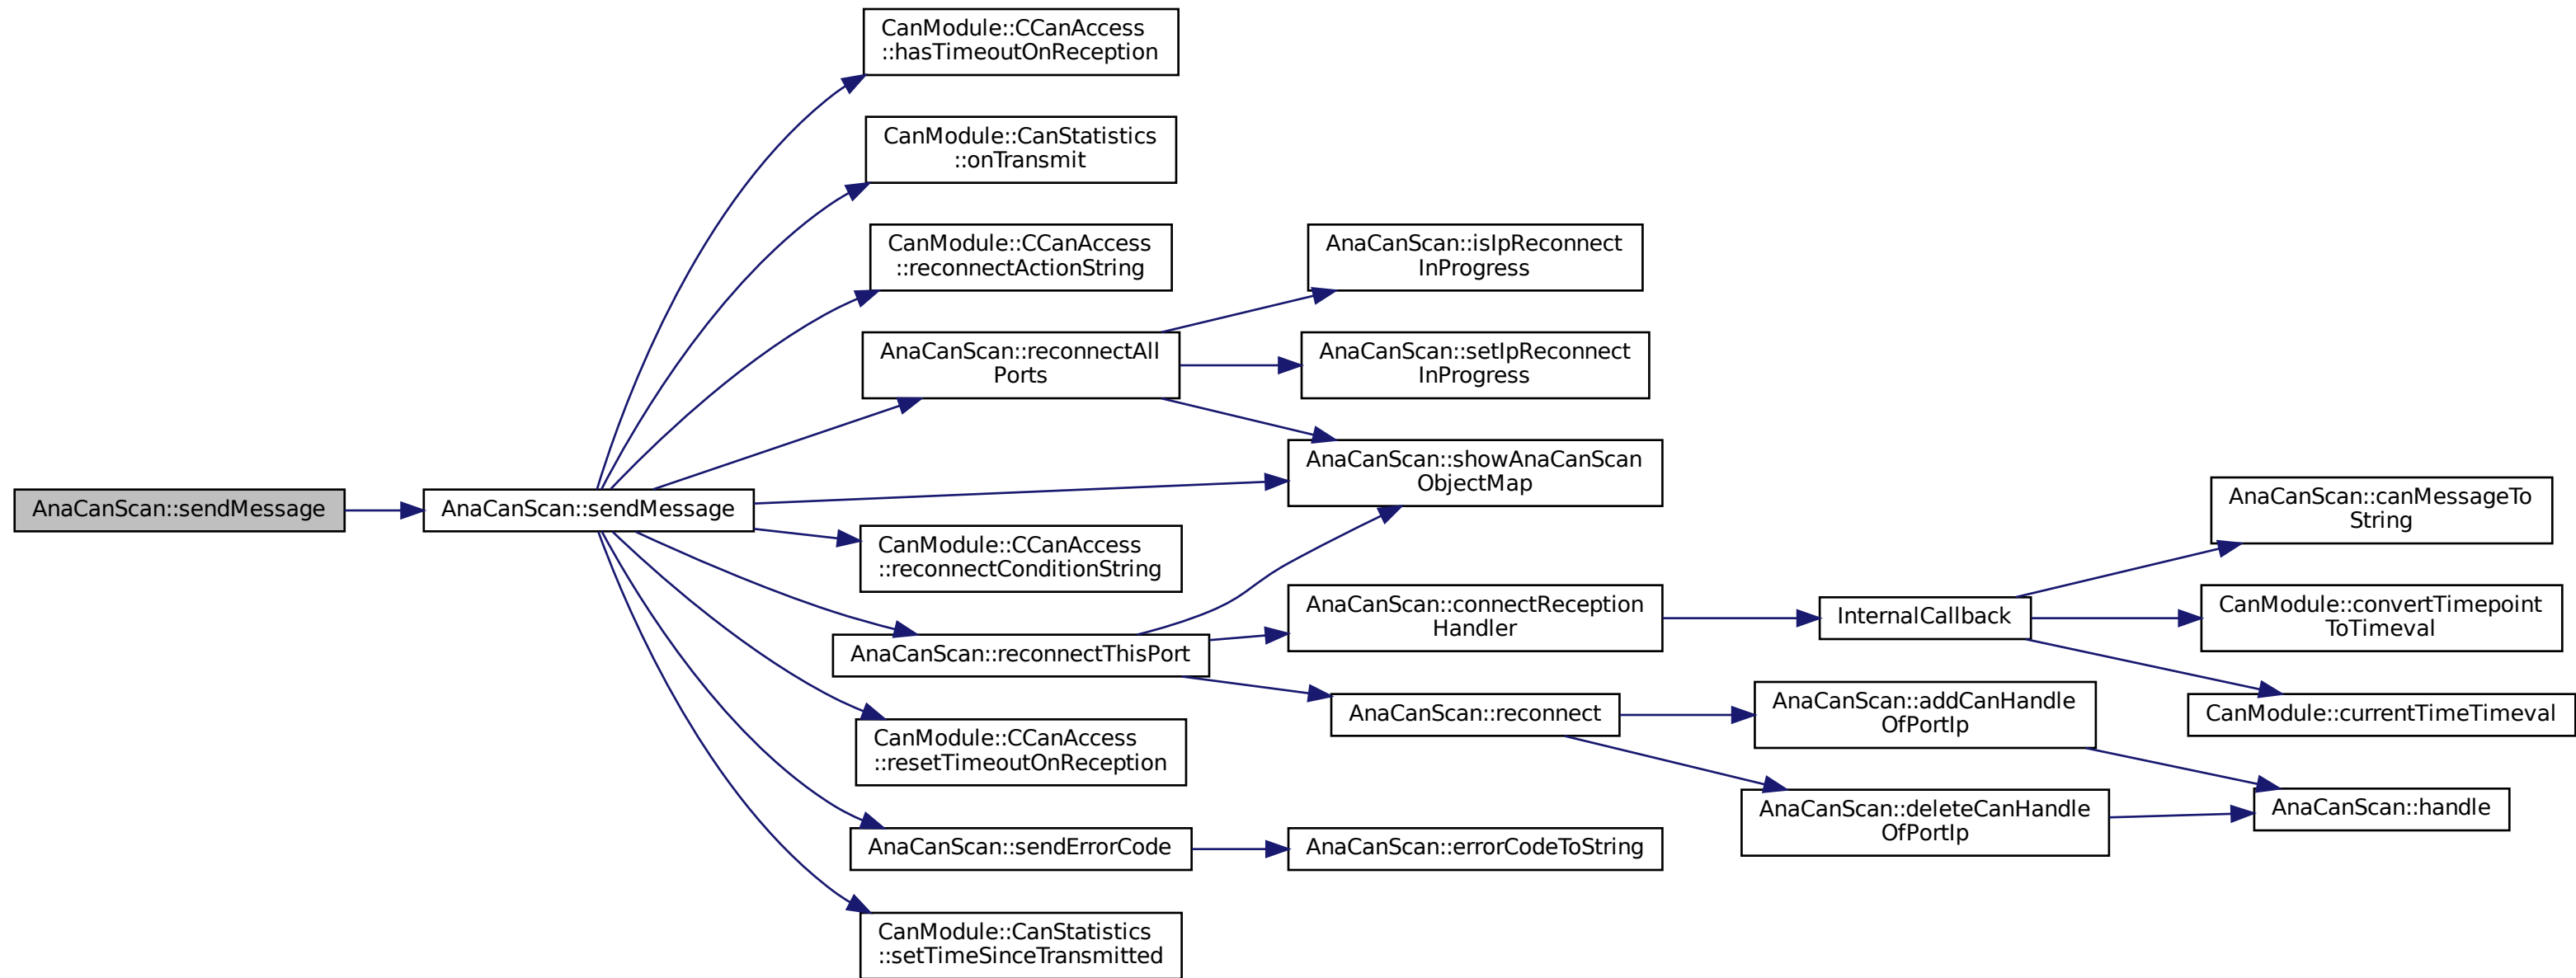 CanModule::CCanAccess
::hasTimeoutOnReception
CanModule::CanStatistics
::onTransmit
CanModule::CCanAccess
::reconnectActionString
AnaCanScan::reconnectAll
Ports
AnaCanScan::isIpReconnect
InProgress
AnaCanScan::setIpReconnect
InProgress
AnaCanScan::showAnaCanScan
ObjectMap
AnaCanScan::sendMessage
AnaCanScan::sendMessage
CanModule::CCanAccess
::reconnectConditionString
AnaCanScan::reconnectThisPort
AnaCanScan::connectReception
Handler
InternalCallback
AnaCanScan::canMessageTo
String
CanModule::convertTimepoint
ToTimeval
CanModule::currentTimeTimeval
AnaCanScan::reconnect
AnaCanScan::addCanHandle
OfPortIp
AnaCanScan::deleteCanHandle
OfPortIp
AnaCanScan::handle
CanModule::CCanAccess
::resetTimeoutOnReception
AnaCanScan::sendErrorCode
AnaCanScan::errorCodeToString
CanModule::CanStatistics
::setTimeSinceTransmitted